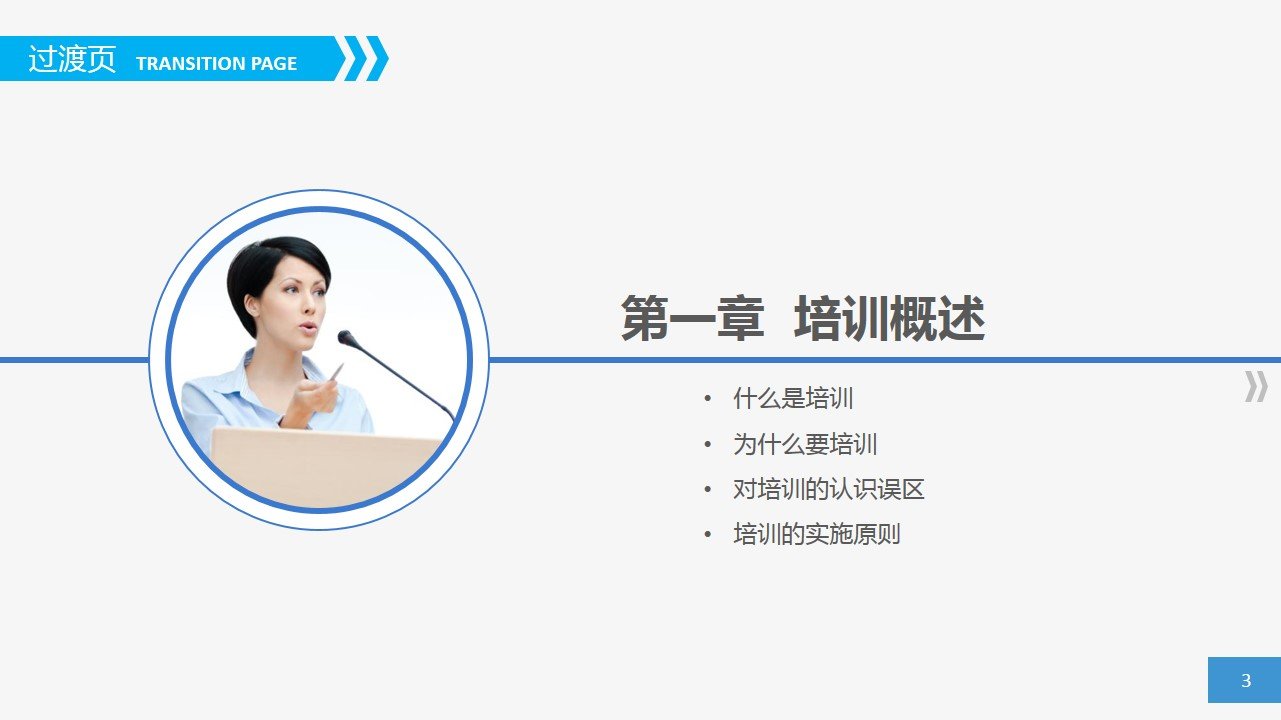 过渡页 TRANSITION PAGE
第一章 培训概述
• 什么是培训
• 为什么要培训
• 对培训的认识误区
• 培训的实施原则
3